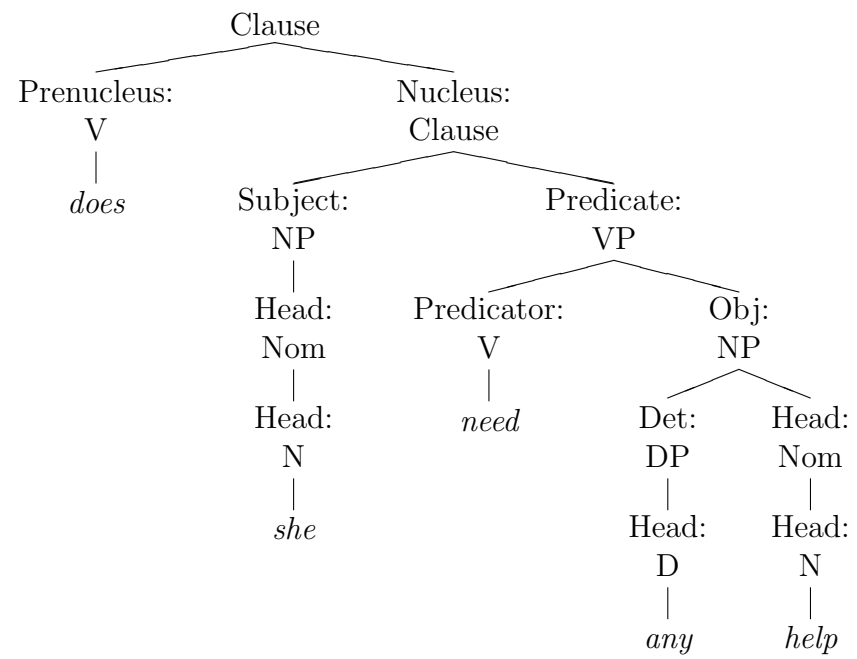 Clause
Prenucleus: Nucleus:
V Clause
does Subject: Predicate:
NP VP
Head: Predicator: Obj:
Nom V NP
Head: need Det: Head:
N DP Nom
she Head: Head:
D N
any help